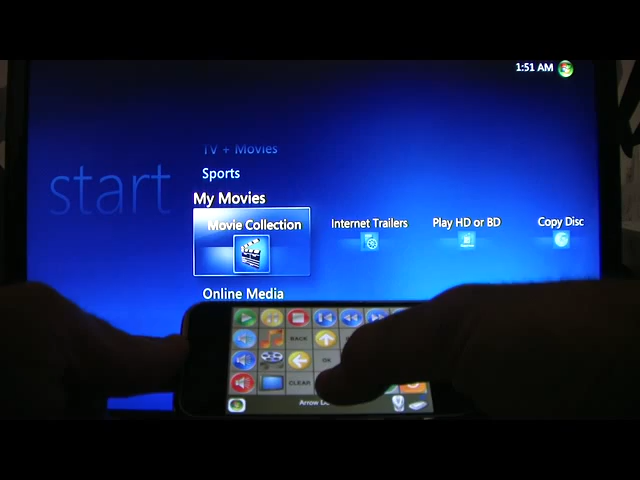 1:51 AM
TV + Movies
start
Sports
My Movies
Movie Collection
Internet Trailers
Play HD or BD
Copy Disc
Online Media
BACK
OK
CLEAR
Arrow